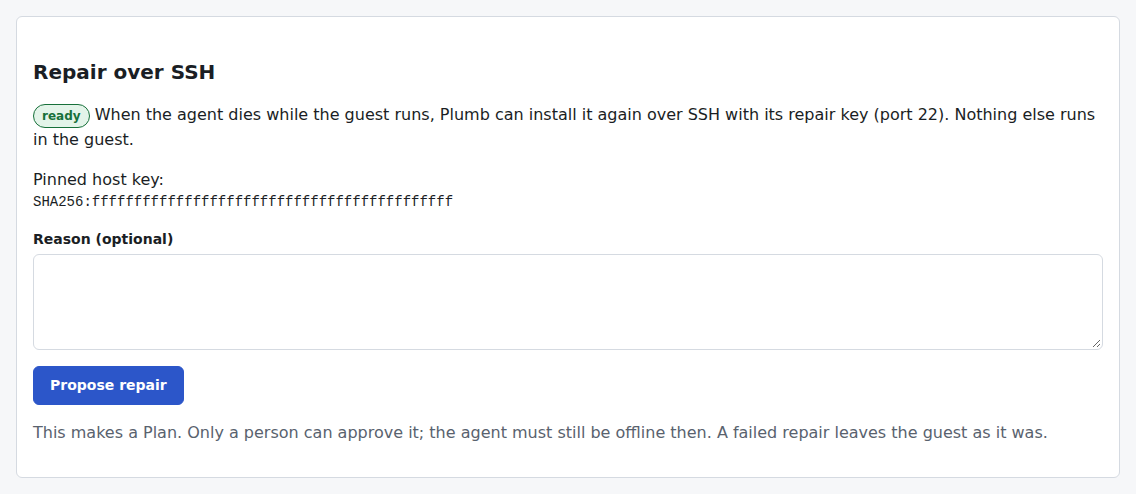 Repair over SSH
ready When the agent dies while the guest runs, Plumb can install it again over SSH with its repair key (port 22). Nothing else runs
in the guest.
Pinned host key:
SHA256:fffffffffffffffffffffffffffffffffffffffffff
Reason (optional)
Propose repair
This makes a Plan. Only a person can approve it; the agent must still be offline then. A failed repair leaves the guest as it was.